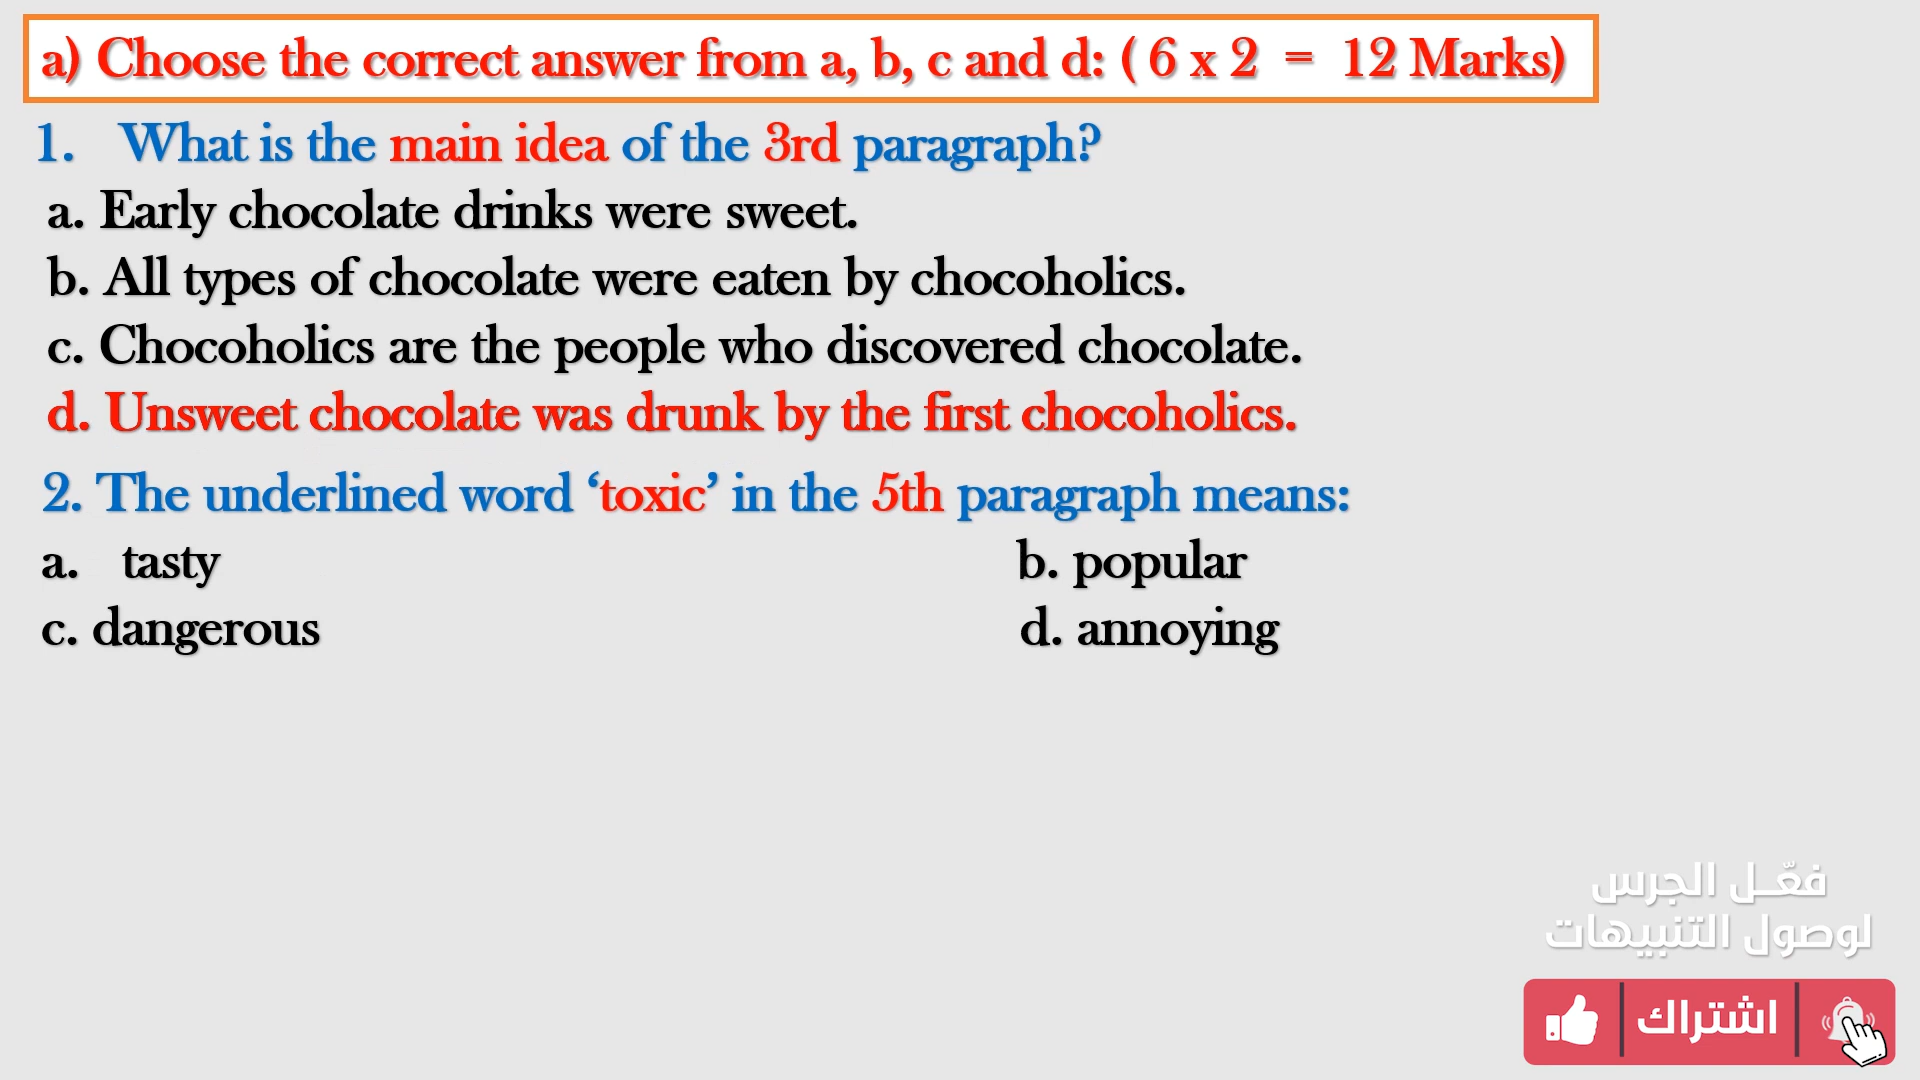 a) Choose the correct answer from a, b, c and d: ( 6 x 2 = 12 Marks)
1. What is the main idea of the 3rd paragraph?
a. Early chocolate drinks were sweet.
b. All types of chocolate were eaten by chocoholics.
c. Chocoholics are the people who discovered chocolate.
d. Unsweet chocolate was drunk by the first chocoholics.
2. The underlined word ‘toxic’ in the 5th paragraph means:
a. tasty b. popular
c. dangerous d. annoying
فعّـل الجرس
لوصول التنبيهات
اشتراك